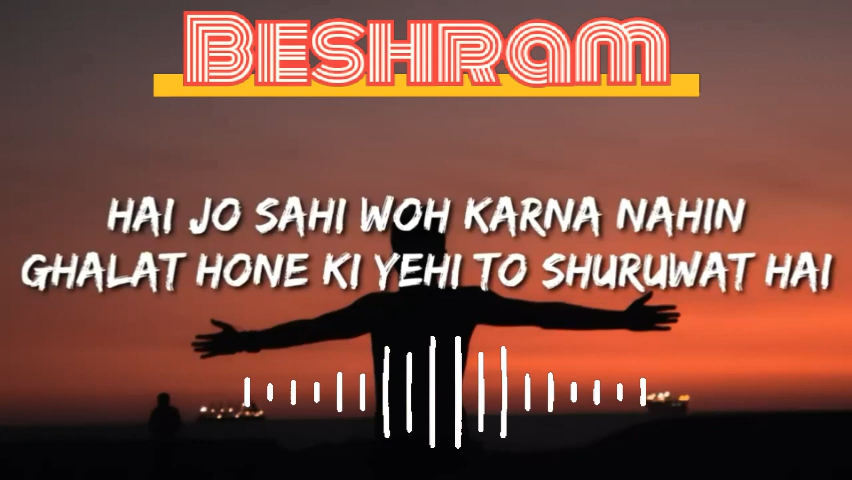 BESHRam
HAI JO SAHI WOH KARNA NAHIN
GHALAT HONE KI YEHI TO SHURUWAT HAI